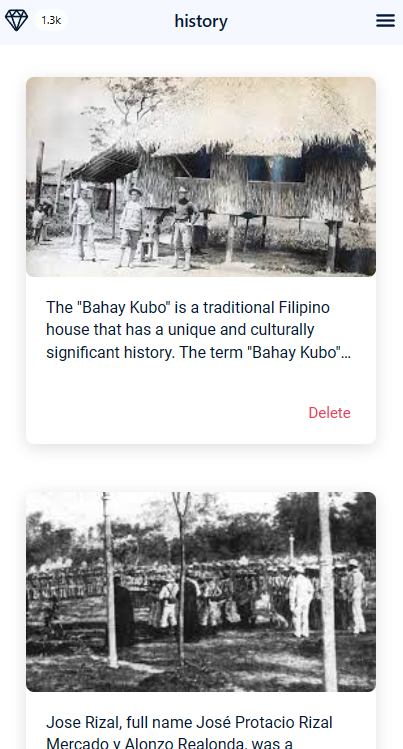 1.3k
history
The "Bahay Kubo" is a traditional Filipino
house that has a unique and culturally
significant history. The term "Bahay Kubo"...
Delete
Jose Rizal, full name José Protacio Rizal
Mercado y Alonzo Realonda, was a